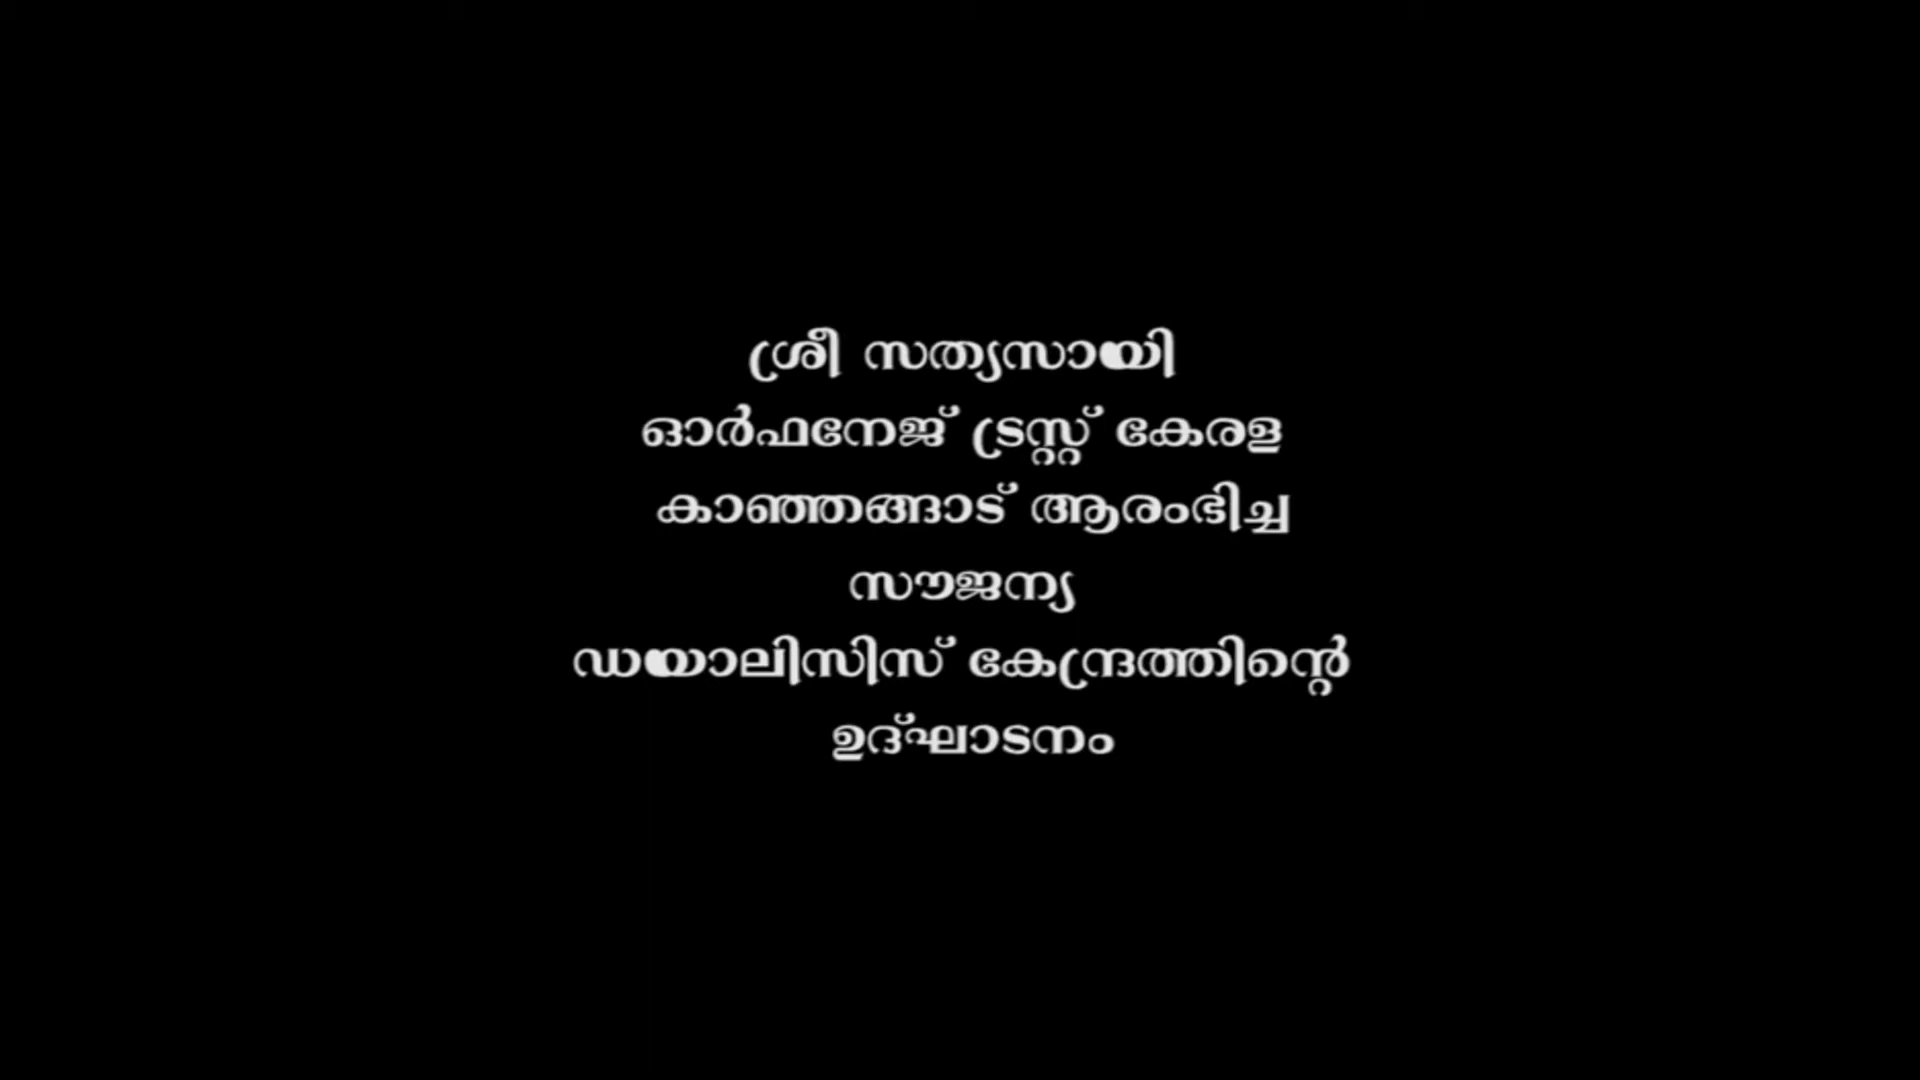 ശ്രീ സത്യസായി
ഓർഫനേജ് ട്രസ്റ്റ് കേരള
കാഞ്ഞങ്ങാട് ആരംഭിച്ച
സൗജന്യ
ഡയാലിസിസ് കേന്ദ്രത്തിന്റെ
ഉദ്ഘാടനം